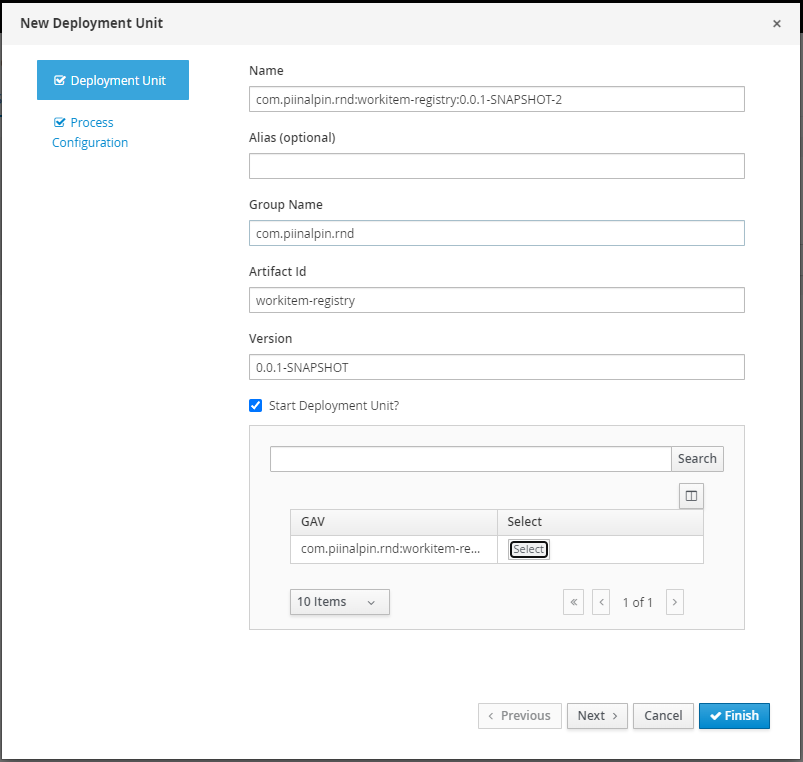 New Deployment Unit
×
Deployment Unit
Process
Configuration
Name
com.piinalpin.rnd:workitem-registry:0.0.1-SNAPSHOT-2
Alias (optional)
Group Name
com.piinalpin.rnd
Artifact Id
workitem-registry
Version
0.0.1-SNAPSHOT
Start Deployment Unit?
Search
GAV Select
com.piinalpin.rnd:workitem-re... Select
10 Items « ‹ 1 of 1 ›
‹ Previous Next › Cancel Finish